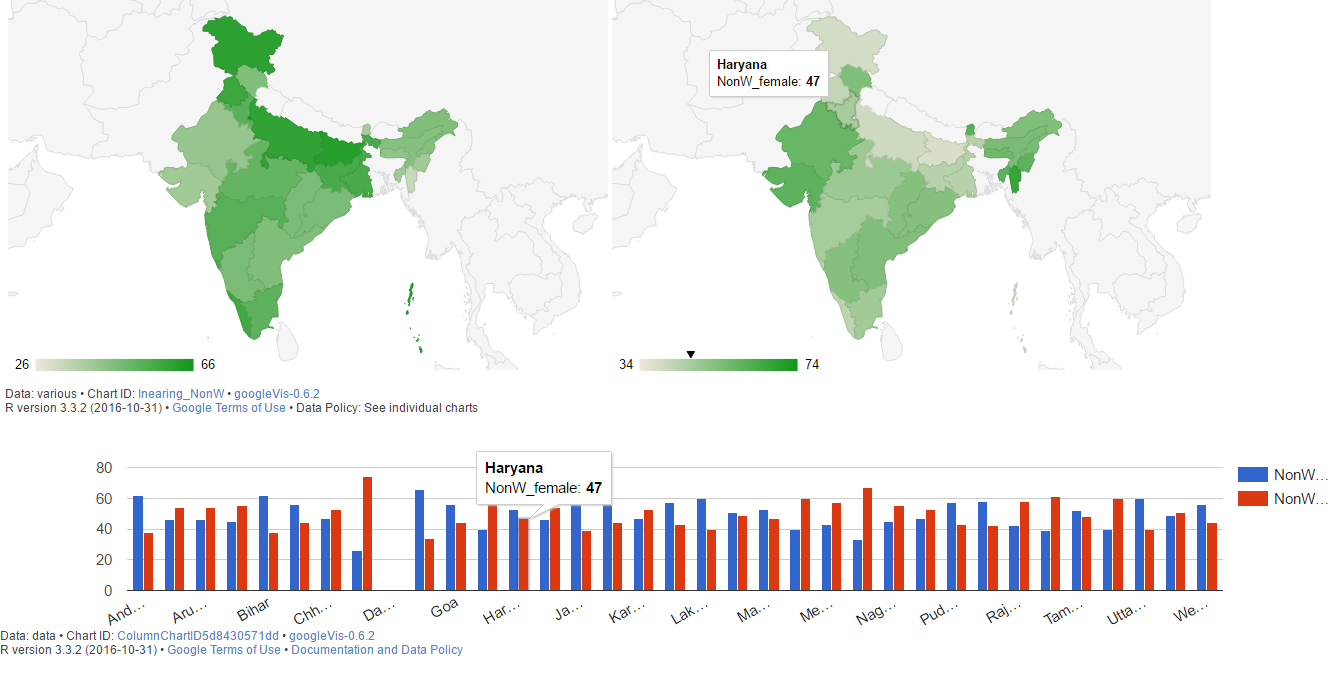 Haryana
NonW_female: 47
26
66
34
74
Data: various • Chart ID: Inearing_NonW • googleVis-0.6.2
R version 3.3.2 (2016-10-31) • Google Terms of Use • Data Policy: See individual charts
Haryana
NonW_female: 47
80
60
40
20
0
NonW…
NonW…
And…
Aru…
Bihar
Chh…
Da…
Goa
Har…
Ja…
Kar…
Lak…
Ma…
Me…
Nag…
Pud…
Raj…
Tam…
Utta…
We…
Data: data • Chart ID: ColumnChartID5d8430571dd • googleVis-0.6.2
R version 3.3.2 (2016-10-31) • Google Terms of Use • Documentation and Data Policy